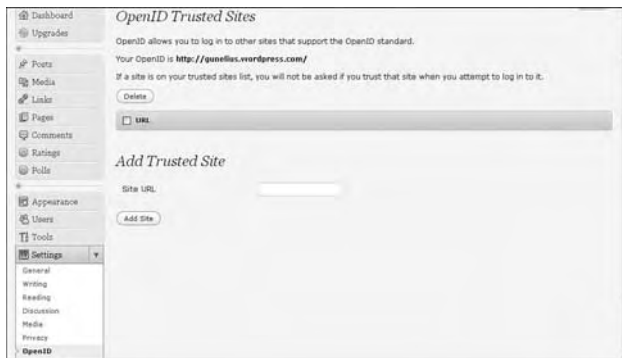 Dashboard
Upgrades
Posts
Media
Links
Pages
Comments
Ratings
Polls
Appearance
Users
Tools
Settings
General
Writing
Reading
Discussion
Media
Privacy
OpenID
OpenID Trusted Sites
OpenID allows you to log in to other sites that support the OpenID standard.
Your OpenID is http://gunelius.wordpress.com/
If a site is on your trusted sites list, you will not be asked if you trust that site when you attempt to log in to it.
Delete
URL
Add Trusted Site
Site URL
Add Site